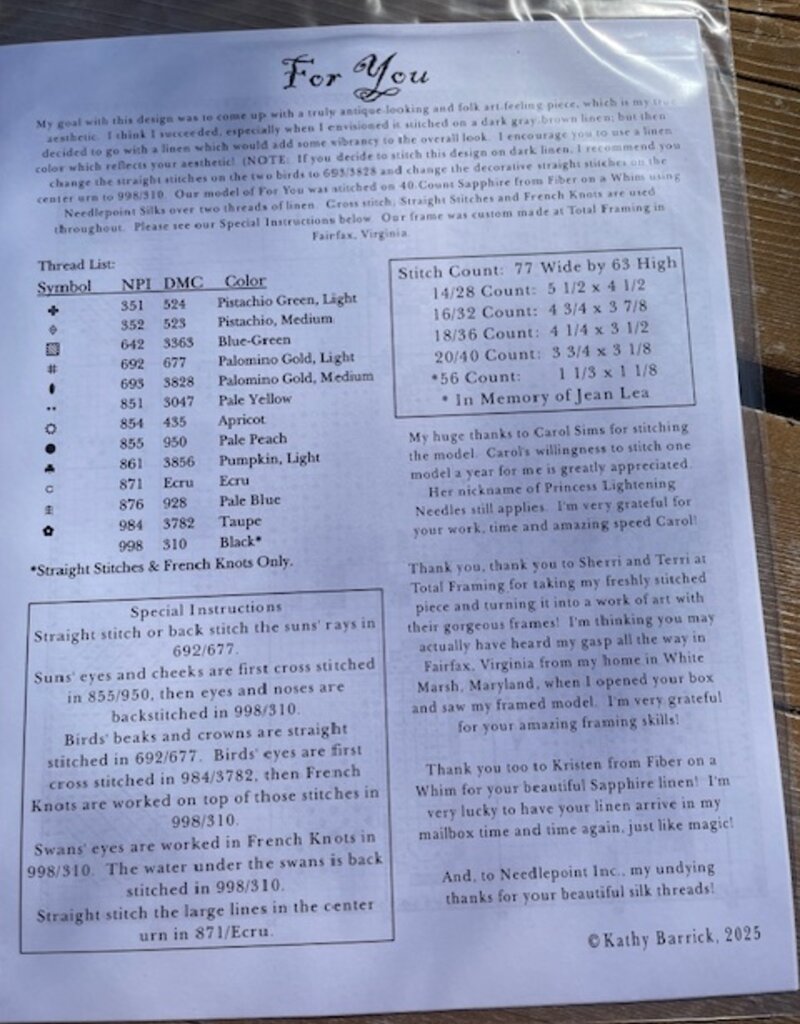 For You
My goal with this design was to come up with a truly antique looking and folk art feeling piece, which is my true
aesthetic. I think I succeeded, especially when I envisioned it stitched on a dark gray-brown linen; but then
decided to go with a linen which would add some vibrancy to the overall look. I encourage you to use a linen
color which reflects your aesthetic! (NOTE: If you decide to stitch this design on dark linen, I recommend you
change the straight stitches on the two birds to 693/3828 and change the decorative straight stitches on the
center urn to 998/310. Our model of For You was stitched on 40 Count Sapphire from Fiber on a Whim using
Needlepoint Silks over two threads of linen. Cross stitch, Straight Stitches and French Knots are used
throughout. Please see our Special Instructions below. Our frame was custom made at Total Framing in
Fairfax, Virginia.
Thread List:
Symbol NPI DMC Color
351 524 Pistachio Green, Light
352 523 Pistachio, Medium
642 3363 Blue-Green
# 692 677 Palomino Gold, Light
693 3828 Palomino Gold, Medium
851 3047 Pale Yellow
854 435 Apricot
855 950 Pale Peach
861 3856 Pumpkin, Light
871 Ecru Ecru
876 928 Pale Blue
984 3782 Taupe
998 310 Black*
*Straight Stitches & French Knots Only.
Special Instructions
Straight stitch or back stitch the suns' rays in
692/677.
Suns' eyes and cheeks are first cross stitched
in 855/950, then eyes and noses are
backstitched in 998/310.
Birds' beaks and crowns are straight
stitched in 692/677. Birds' eyes are first
cross stitched in 984/3782, then French
Knots are worked on top of those stitches in
998/310.
Swans' eyes are worked in French Knots in
998/310. The water under the swans is back
stitched in 998/310.
Straight stitch the large lines in the center
urn in 871/Ecru.
Stitch Count: 77 Wide by 63 High
14/28 Count: 5 1/2 x 4 1/2
16/32 Count: 4 3/4 x 3 7/8
18/36 Count: 4 1/4 x 3 1/2
20/40 Count: 3 3/4 x 3 1/8
*56 Count: 1 1/3 x 1 1/8
* In Memory of Jean Lea
My huge thanks to Carol Sims for stitching
the model. Carol's willingness to stitch one
model a year for me is greatly appreciated.
Her nickname of Princess Lightening
Needles still applies. I'm very grateful for
your work, time and amazing speed Carol!
Thank you, thank you to Sherri and Terri at
Total Framing for taking my freshly stitched
piece and turning it into a work of art with
their gorgeous frames! I'm thinking you may
actually have heard my gasp all the way in
Fairfax, Virginia from my home in White
Marsh, Maryland, when I opened your box
and saw my framed model. I'm very grateful
for your amazing framing skills!
Thank you too to Kristen from Fiber on a
Whim for your beautiful Sapphire linen! I'm
very lucky to have your linen arrive in my
mailbox time and time again, just like magic!
And, to Needlepoint Inc., my undying
thanks for your beautiful silk threads!
©Kathy Barrick, 2025